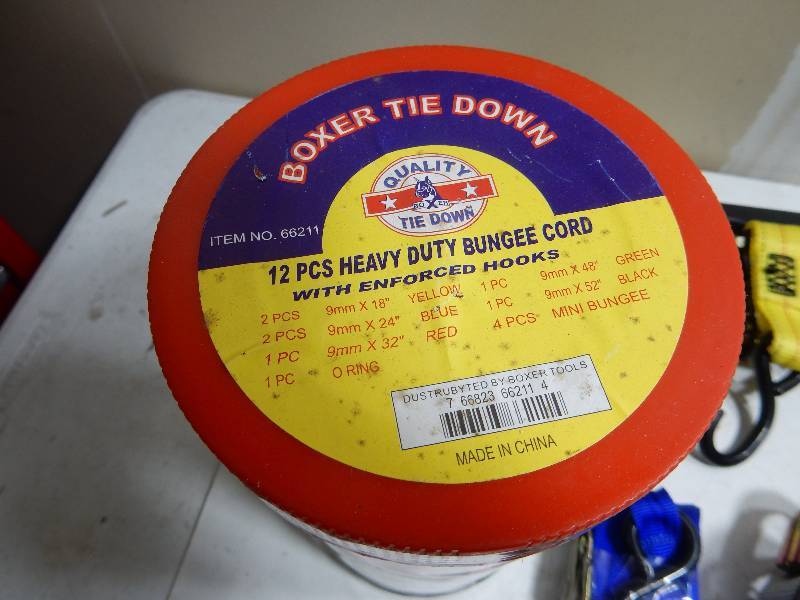 BOXER TIE DOWN
QUALITY
BOXER
TIE DOWN
ITEM NO. 66211
12 PCS HEAVY DUTY BUNGEE CORD
WITH ENFORCED HOOKS
2 PCS 9mm X 18" YELLOW 1 PC 9mm X 48" GREEN
2 PCS 9mm X 24" BLUE 1 PC 9mm X 52" BLACK
1 PC 9mm X 32" RED 4 PCS MINI BUNGEE
1 PC O RING
DUSTRUBYTED BY BOXER TOOLS
7 66823 66211 4
MADE IN CHINA